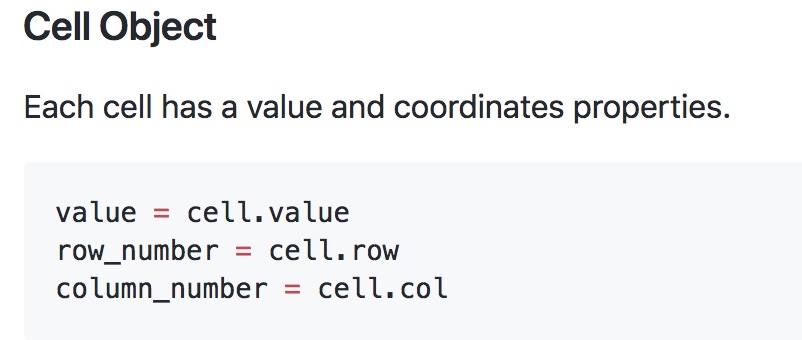 Cell Object
Each cell has a value and coordinates properties.
value = cell.value
row_number = cell.row
column_number = cell.col